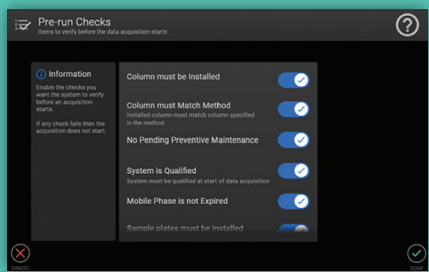 Pre-run Checks
Items to verify before the data acquisition starts
Information
Enable the checks you
want the system to verify
before an acquisition
starts.
If any check fails then the
acquisition does not start.
Column must be Installed
Column must Match Method
Installed column must match column specified
in the method
No Pending Preventive Maintenance
System is Qualified
System must be qualified at start of data acquisition
Mobile Phase is not Expired
Sample plates must be installed
CANCEL
DONE